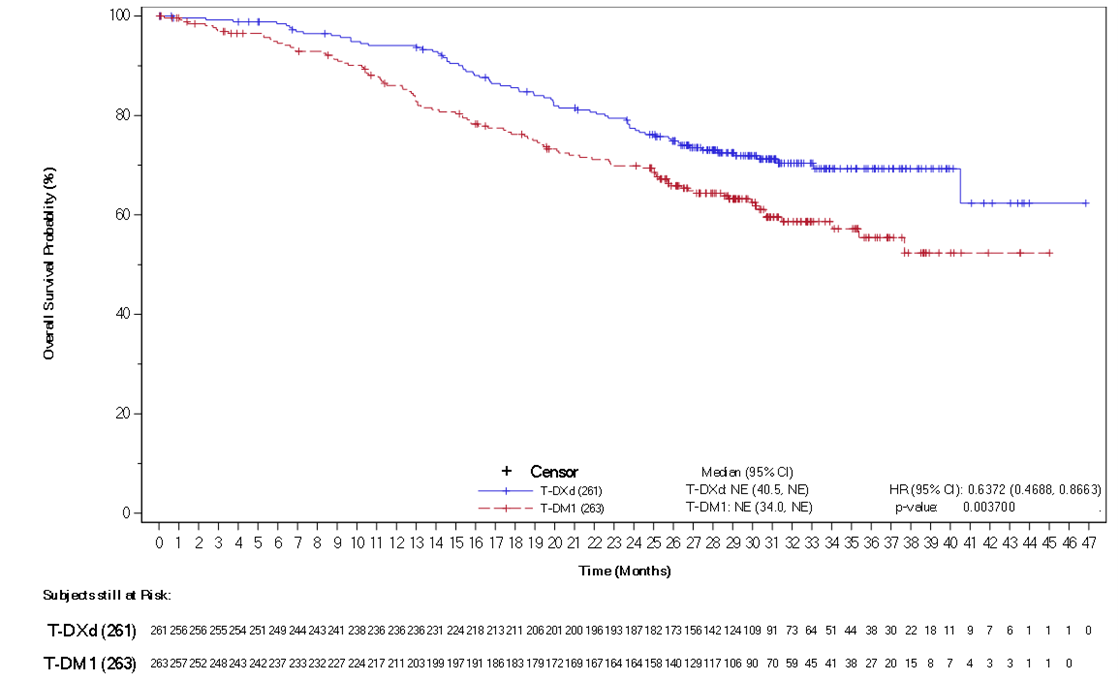 Overall Survival Probability (%)
100
80
60
40
20
0
+ Censor
T-DXd (261)
T-DM1 (263)
Median (95% CI)
T-DXd: NE (40.5, NE)
T-DM1: NE (34.0, NE)
HR (95% CI): 0.6372 (0.4688, 0.8663)
p-value: 0.003700
0 1 2 3 4 5 6 7 8 9 10 11 12 13 14 15 16 17 18 19 20 21 22 23 24 25 26 27 28 29 30 31 32 33 34 35 36 37 38 39 40 41 42 43 44 45 46 47
Time (Months)
Subjects still at Risk:
T-DXd (261) 261 256 256 255 254 251 249 244 243 241 238 236 236 236 231 224 218 213 211 206 201 200 196 193 187 182 173 156 142 124 109 91 73 64 51 44 38 30 22 18 11 9 7 6 1 1 1 0
T-DM1 (263) 263 257 252 248 243 242 237 233 232 227 224 217 211 203 199 197 191 186 183 179 172 169 167 164 164 158 140 129 117 106 90 70 59 45 41 38 27 20 15 8 7 4 3 3 1 1 0